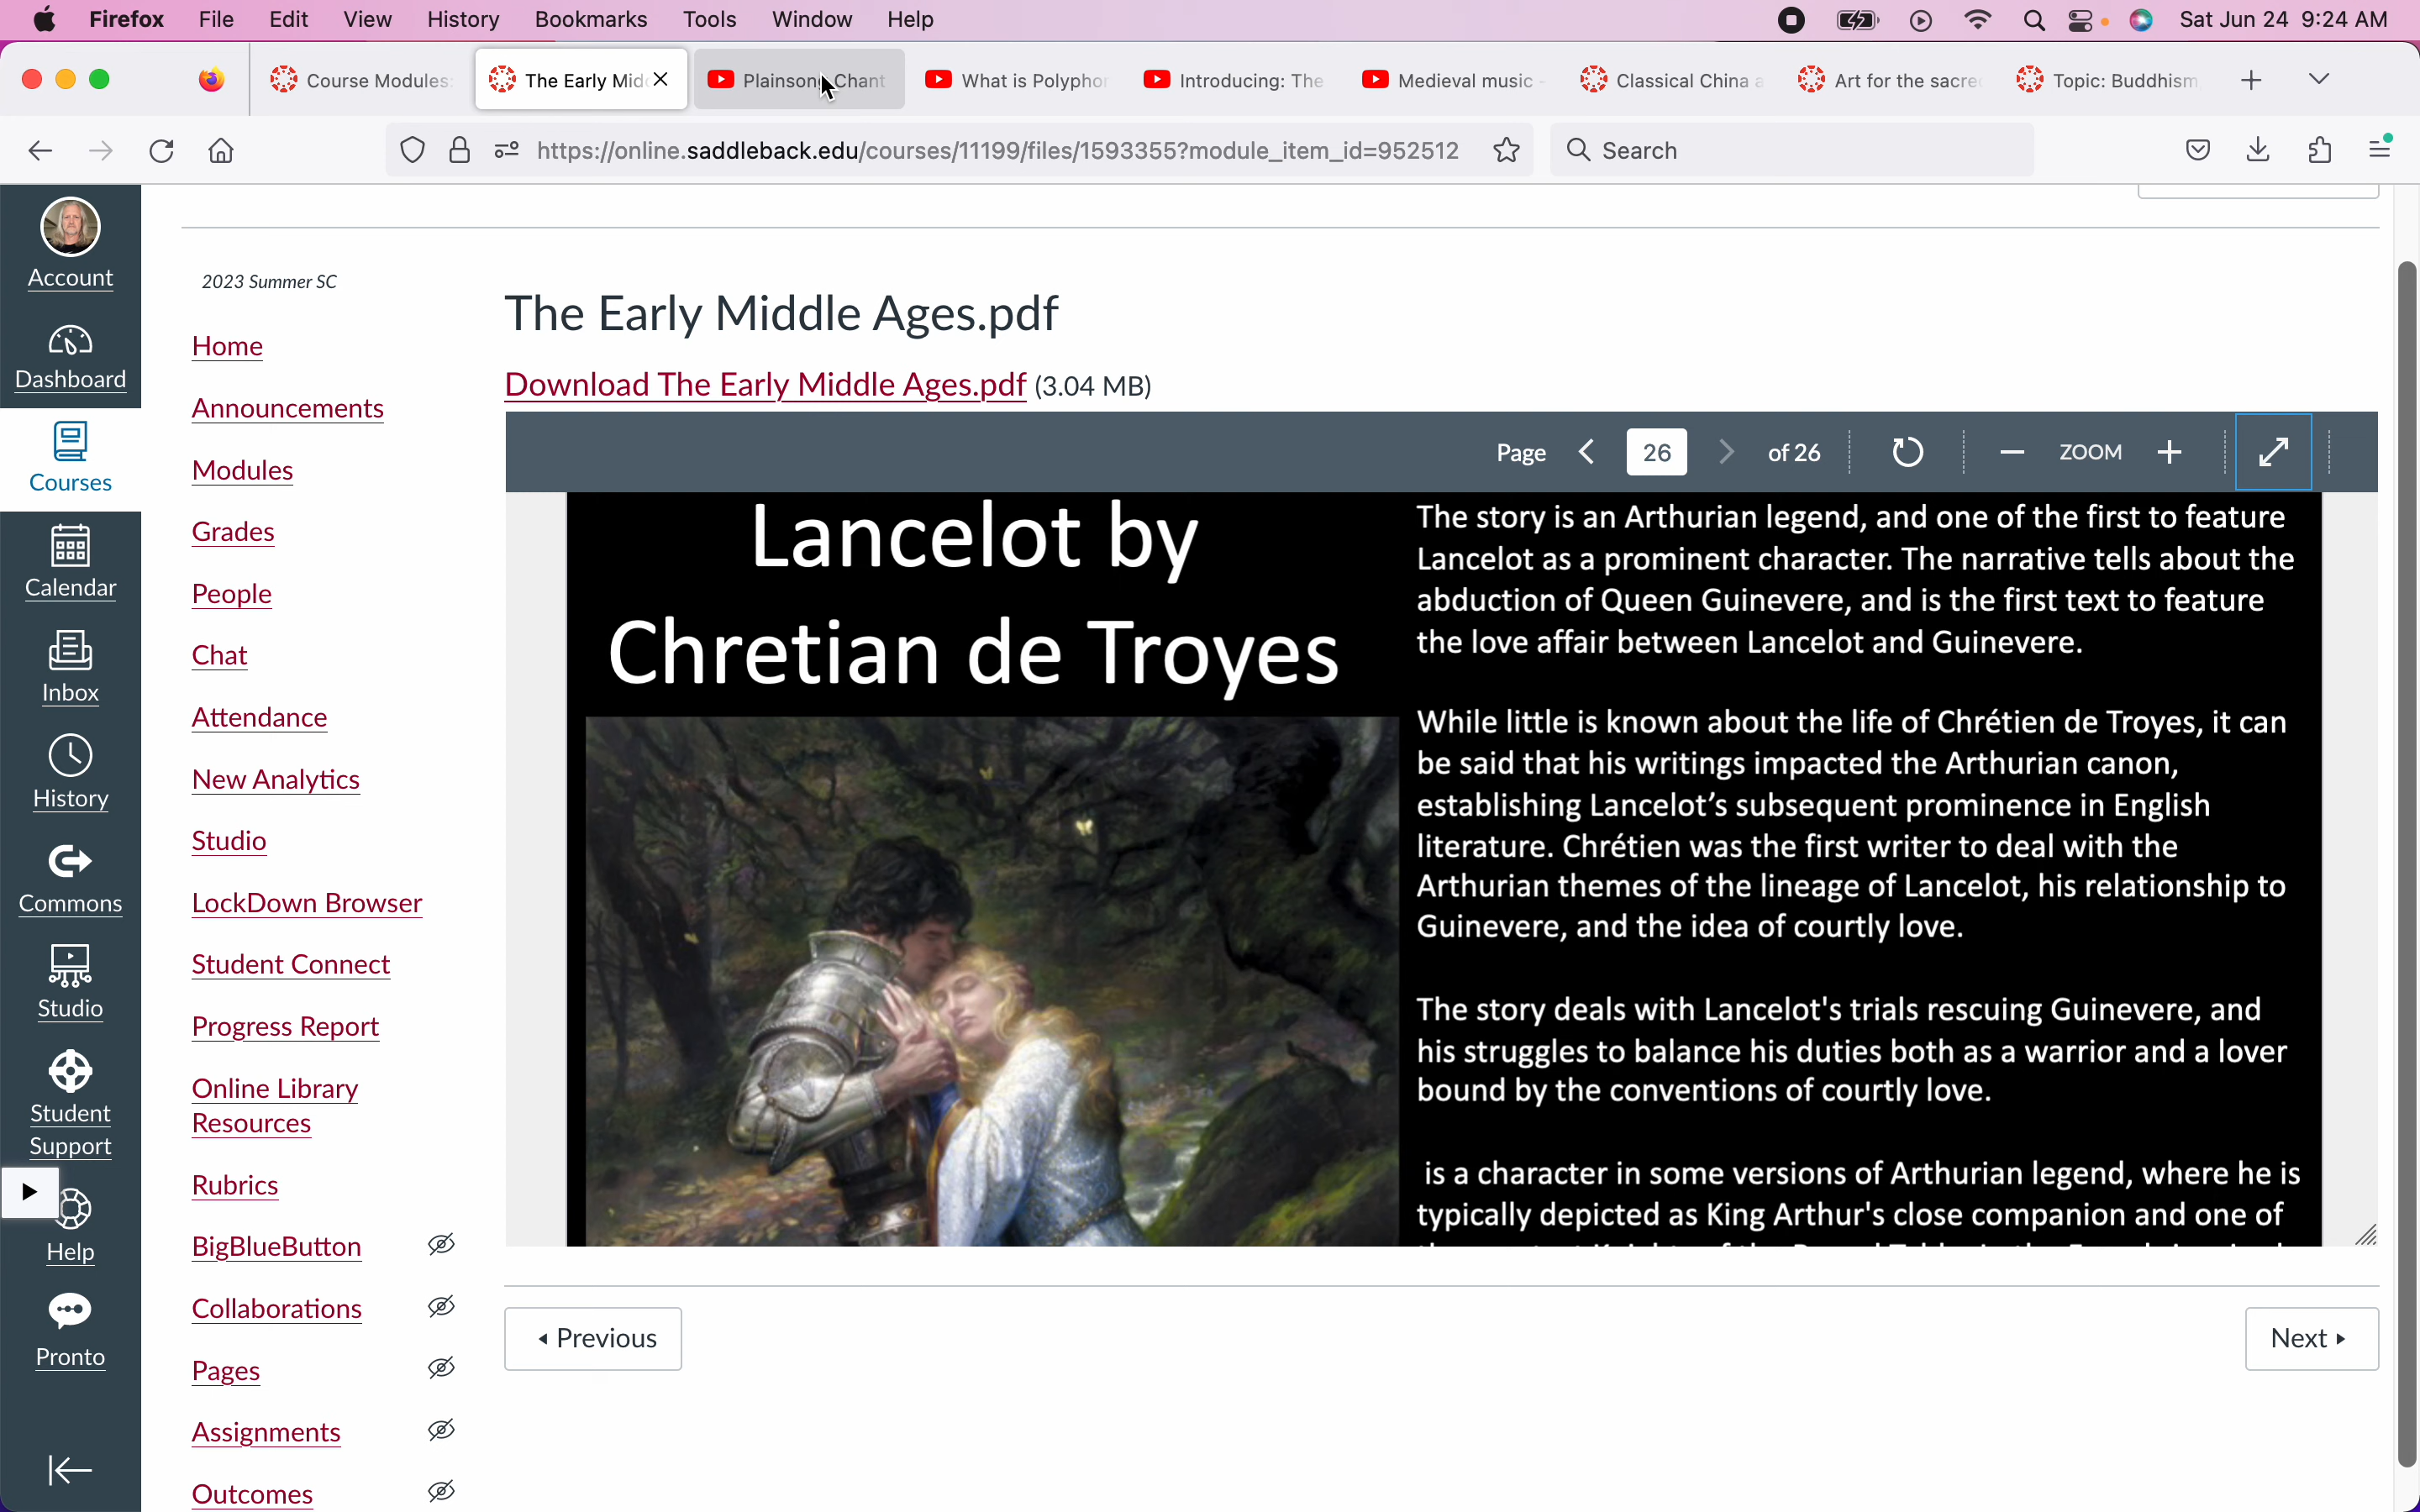 Firefox File Edit View History Bookmarks Tools Window Help Sat Jun 24 9:24 AM
Course Modules: The Early Mid Plainsong Chant What is Polyphon Introducing: The Medieval music - Classical China a Art for the sacre Topic: Buddhism
https://online.saddleback.edu/courses/11199/files/1593355?module_item_id=952512 Search
Account
Dashboard
Courses
Calendar
Inbox
History
Commons
Studio
Student
Support
Help
Pronto
2023 Summer SC
Home
Announcements
Modules
Grades
People
Chat
Attendance
New Analytics
Studio
LockDown Browser
Student Connect
Progress Report
Online Library
Resources
Rubrics
BigBlueButton
Collaborations
Pages
Assignments
Outcomes
The Early Middle Ages.pdf
Download The Early Middle Ages.pdf (3.04 MB)
Page 26 of 26 ZOOM
Lancelot by
Chretian de Troyes
The story is an Arthurian legend, and one of the first to feature
Lancelot as a prominent character. The narrative tells about the
abduction of Queen Guinevere, and is the first text to feature
the love affair between Lancelot and Guinevere.
While little is known about the life of Chrétien de Troyes, it can
be said that his writings impacted the Arthurian canon,
establishing Lancelot's subsequent prominence in English
literature. Chrétien was the first writer to deal with the
Arthurian themes of the lineage of Lancelot, his relationship to
Guinevere, and the idea of courtly love.
The story deals with Lancelot's trials rescuing Guinevere, and
his struggles to balance his duties both as a warrior and a lover
bound by the conventions of courtly love.
is a character in some versions of Arthurian legend, where he is
typically depicted as King Arthur's close companion and one of
Previous
Next